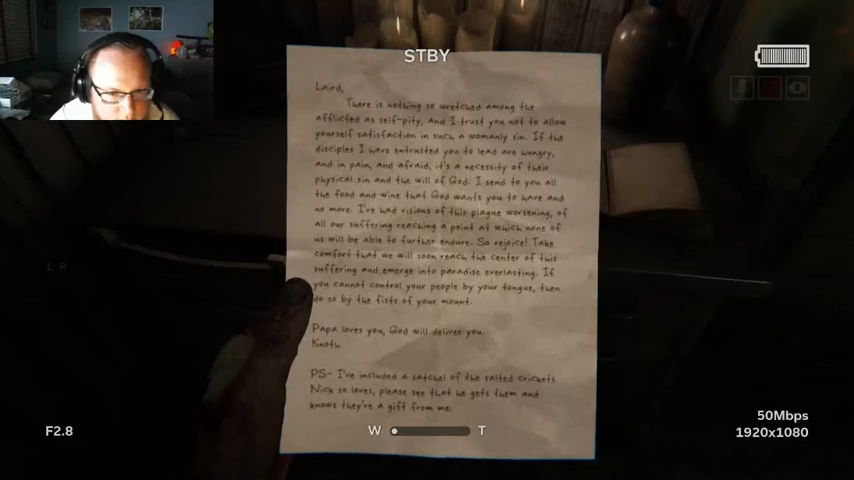 STBY
Laird,
There is nothing so wretched among the
afflicted as self-pity, and I trust you not to allow
yourself satisfaction in such a womanly sin. If the
disciples I have entrusted you to lead are hungry,
and in pain, and afraid, it's a necessity of their
physical sin and the will of God. I send to you all
the food and wine that God wants you to have and
no more. I've had visions of this plague worsening, of
all our suffering reaching a point at which none of
us will be able to further endure. So rejoice! Take
comfort that we will soon reach the center of this
suffering and emerge into paradise everlasting. If
you cannot control your people by your tongue, then
do so by the fists of your mount.
Papa loves you, God will deliver you.
Knoth
PS- I've included a satchel of the salted crickets
Nick so loves, please see that he gets them and
knows they're a gift from me.
L R
F2.8
W T
50Mbps
1920x1080